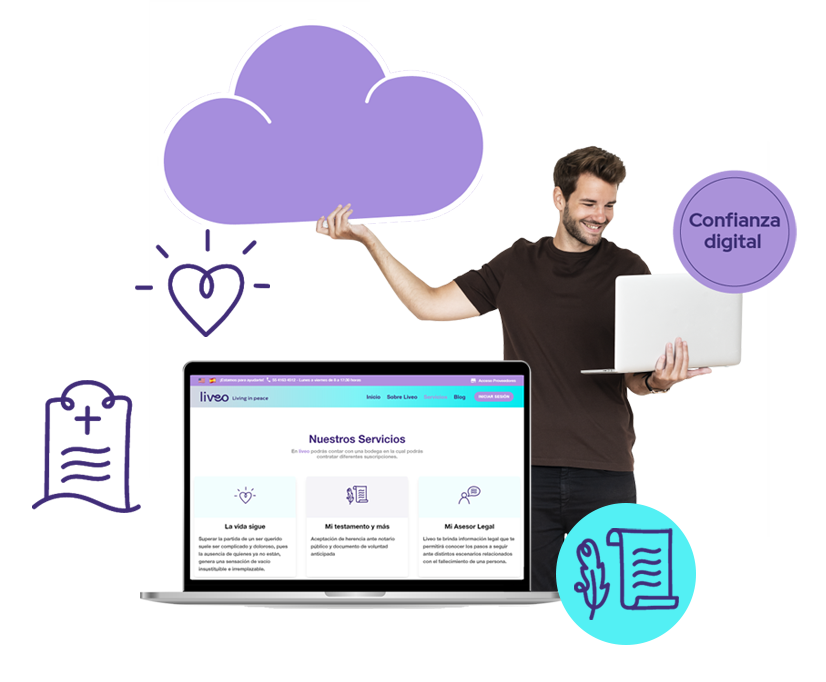 Confianza
digital
¡Estamos para ayudarte!
Lunes a viernes de 9 a
Acceso Proveedores
liveo Living in peace
Inicio Sobre Liveo Servicios Blog INICIAR SESIÓN
Nuestros Servicios
En liveo podrás contar con una bodega en la cual podrás
contratar diferentes suscripciones.
La vida sigue
Superar la partida de un ser querido
suele ser complicado y doloroso, pues
la ausencia de quienes ya no están,
genera una sensación de vacío
insustituible e irremplazable.
Mi testamento y más
Aceptación de herencia ante notario
público y documento de voluntad
anticipada
Mi Asesor Legal
Liveo te brinda información legal que te
permitirá conocer los pasos a seguir
ante distintos escenarios relacionados
con el fallecimiento de una persona.